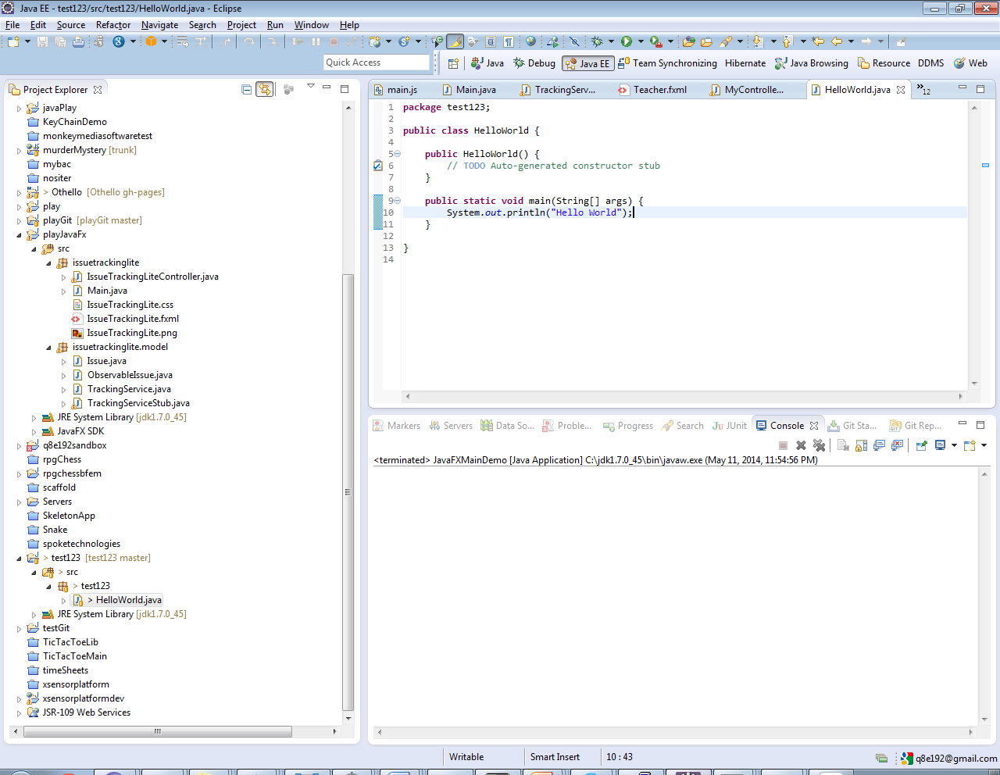 Java EE - test123/src/test123/HelloWorld.java - Eclipse
File Edit Source Refactor Navigate Search Project Run Window Help
Quick Access
Java Debug Java EE Team Synchronizing Hibernate Java Browsing Resource DDMS Web
Project Explorer
javaPlay
KeyChainDemo
monkeymediasoftwaretest
murderMystery [trunk]
mybac
nositer
> Othello [Othello gh-pages]
play
playGit [playGit master]
playJavaFx
src
issuetrackinglite
IssueTrackingLiteController.java
Main.java
IssueTrackingLite.css
IssueTrackingLite.fxml
IssueTrackingLite.png
issuetrackinglite.model
Issue.java
ObservableIssue.java
TrackingService.java
TrackingServiceStub.java
JRE System Library [jdk1.7.0_45]
JavaFX SDK
q8e192sandbox
rpgChess
rpgchessbfem
scaffold
Servers
SkeletonApp
Snake
spoketechnologies
> test123 [test123 master]
> src
> test123
> HelloWorld.java
JRE System Library [jdk1.7.0_45]
testGit
TicTacToeLib
TicTacToeMain
timeSheets
xsensorplatform
xsensorplatformdev
JSR-109 Web Services
main.js Main.java TrackingServ... Teacher.fxml MyControlle... HelloWorld.java »12
1 package test123;
2
3 public class HelloWorld {
4
5 public HelloWorld() {
6 // TODO Auto-generated constructor stub
7 }
8
9 public static void main(String[] args) {
10 System.out.println("Hello World");
11 }
12
13 }
14
Markers Servers Data So... Proble... Progress Search JUnit Console Git Sta... Git Rep...
<terminated> JavaFXMainDemo [Java Application] C:\jdk1.7.0_45\bin\javaw.exe (May 11, 2014, 11:54:56 PM)
Writable Smart Insert 10 : 43 q8e192@gmail.com